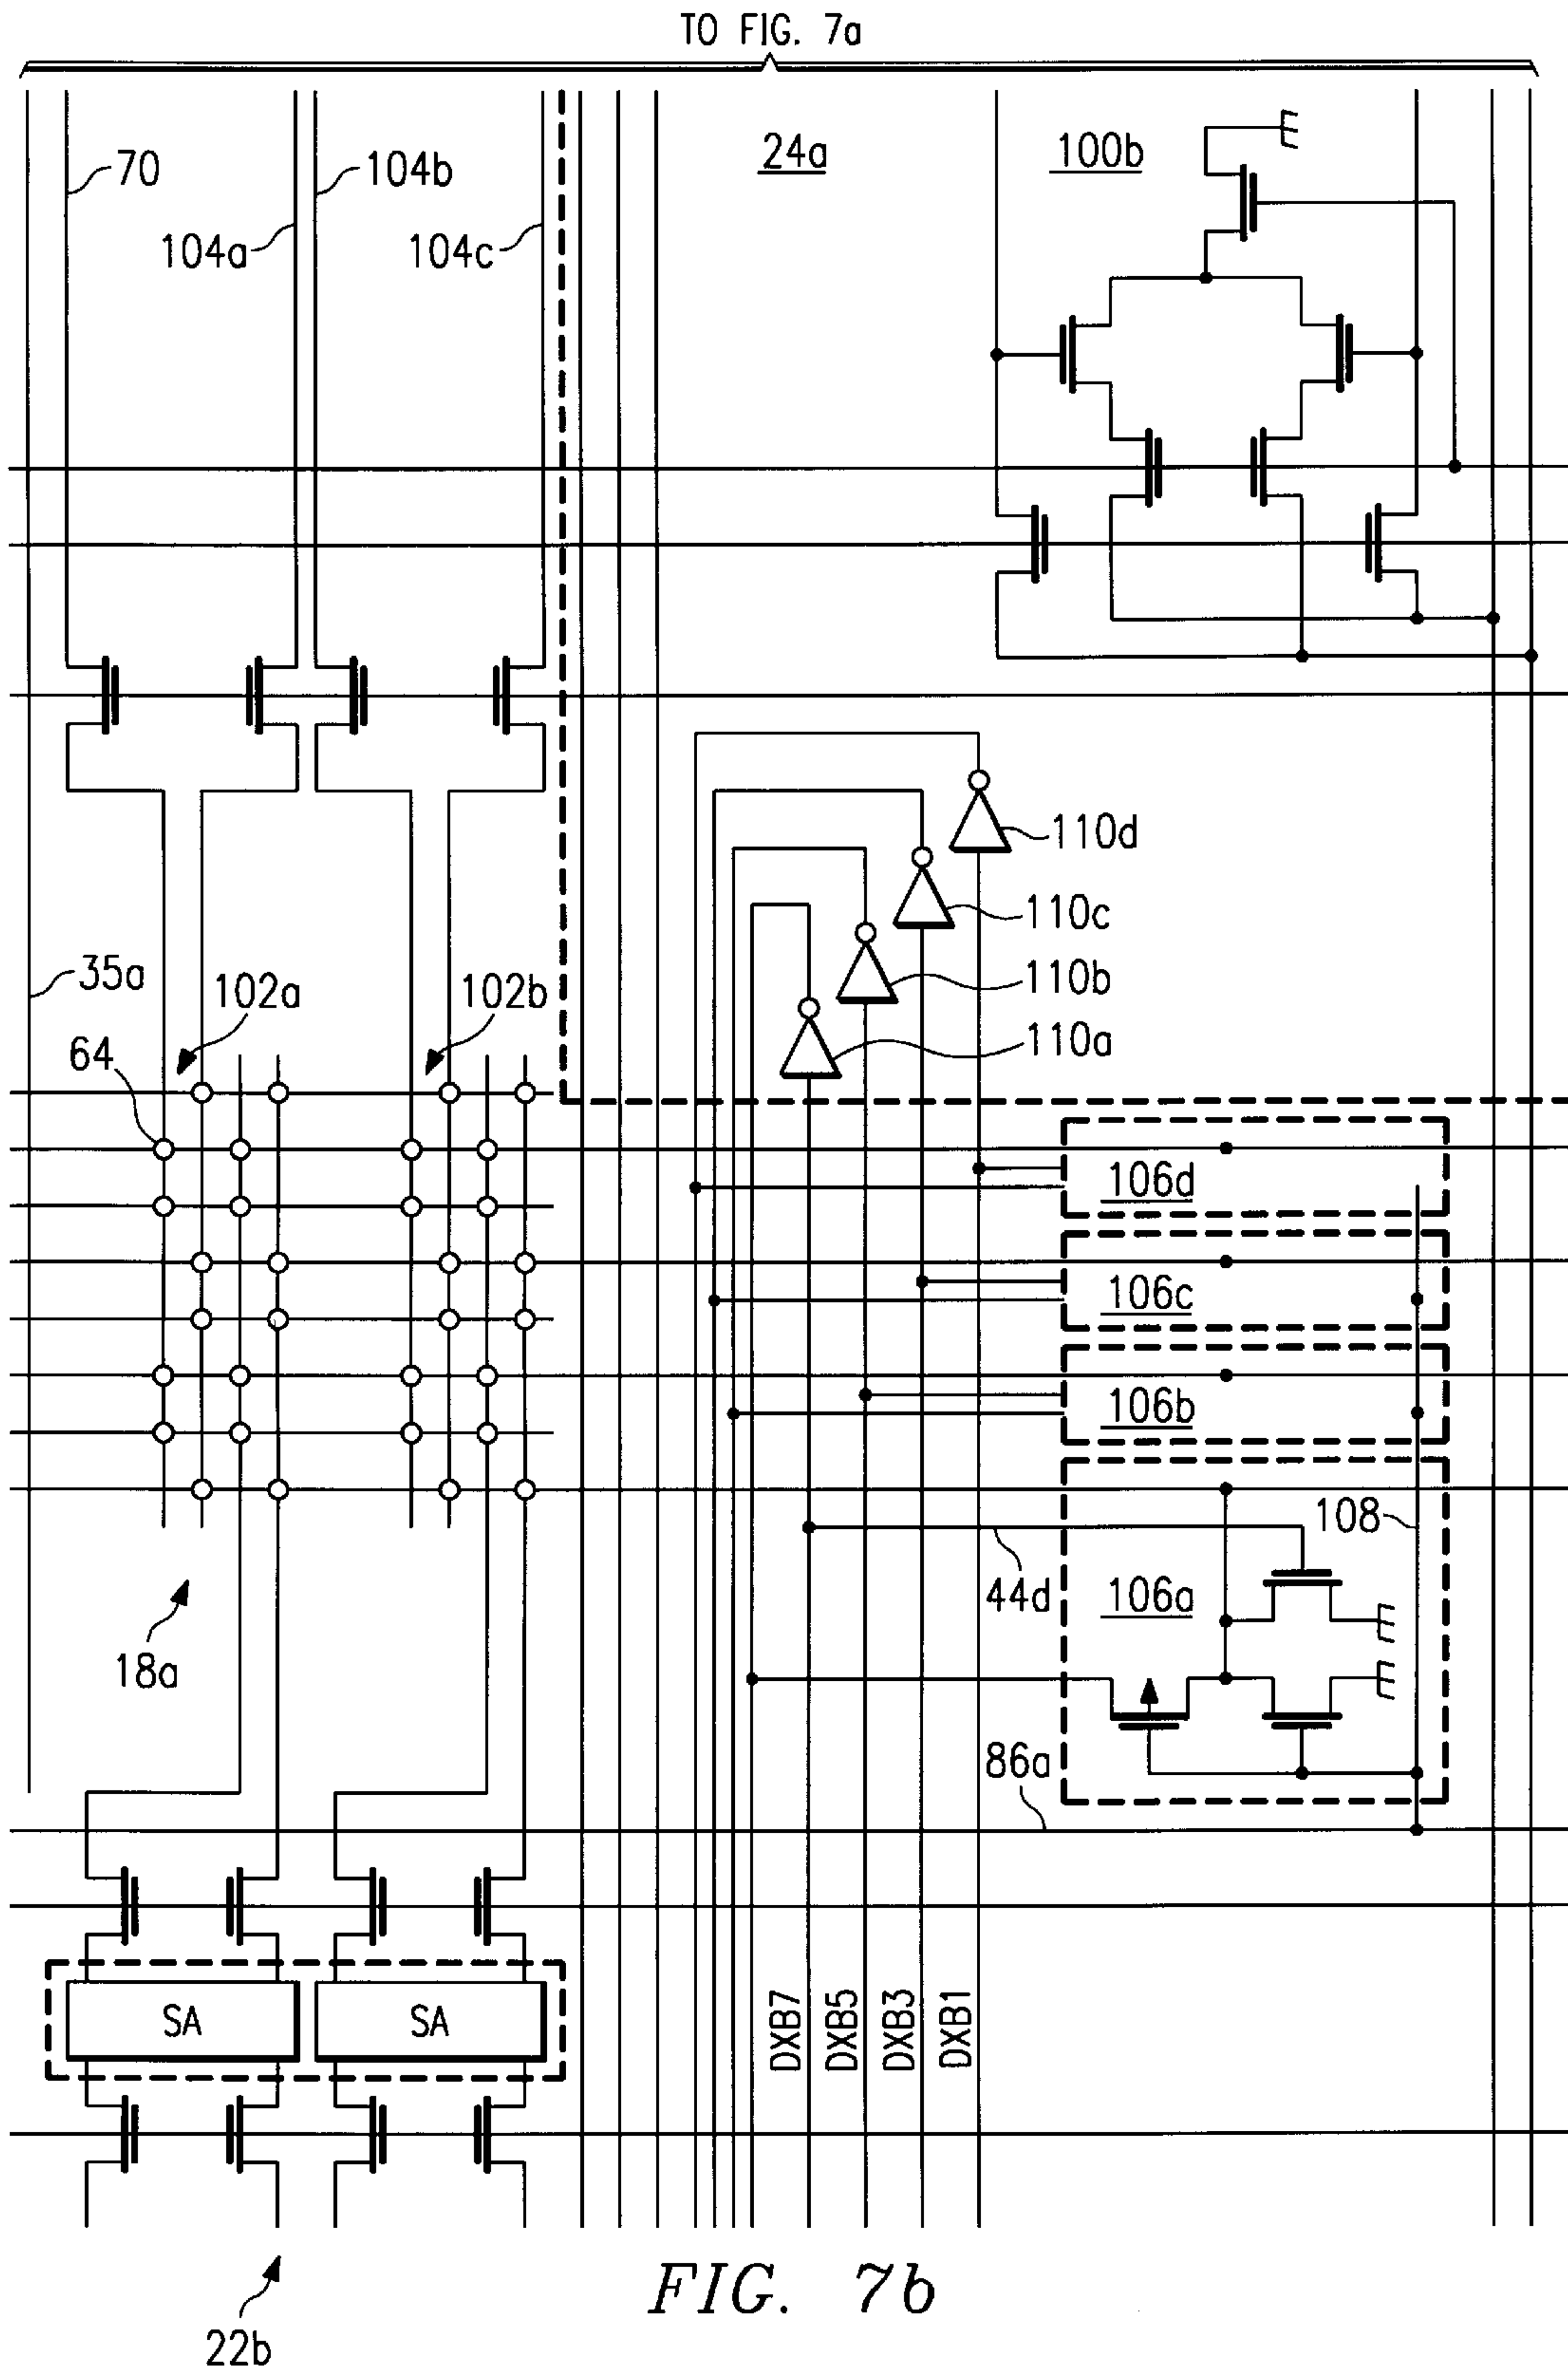 TO FIG. 7a
70
104b
24a
100b
104a
104c
110d
110c
35a
102a
102b
110b
64
110a
106d
106c
106b
108
44d
106a
18a
86a
SA
SA
DXB7
DXB5
DXB3
DXB1
FIG. 7b
22b